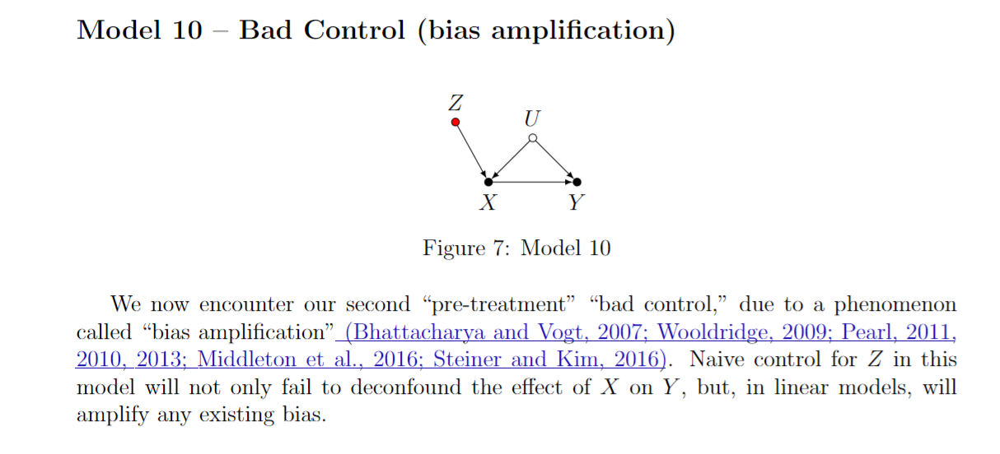 Model 10 – Bad Control (bias amplification)
Z
U
X
Y
Figure 7: Model 10
We now encounter our second “pre-treatment” “bad control,” due to a phenomenon
called “bias amplification” (Bhattacharya and Vogt, 2007; Wooldridge, 2009; Pearl, 2011,
2010, 2013; Middleton et al., 2016; Steiner and Kim, 2016). Naive control for Z in this
model will not only fail to deconfound the effect of X on Y, but, in linear models, will
amplify any existing bias.